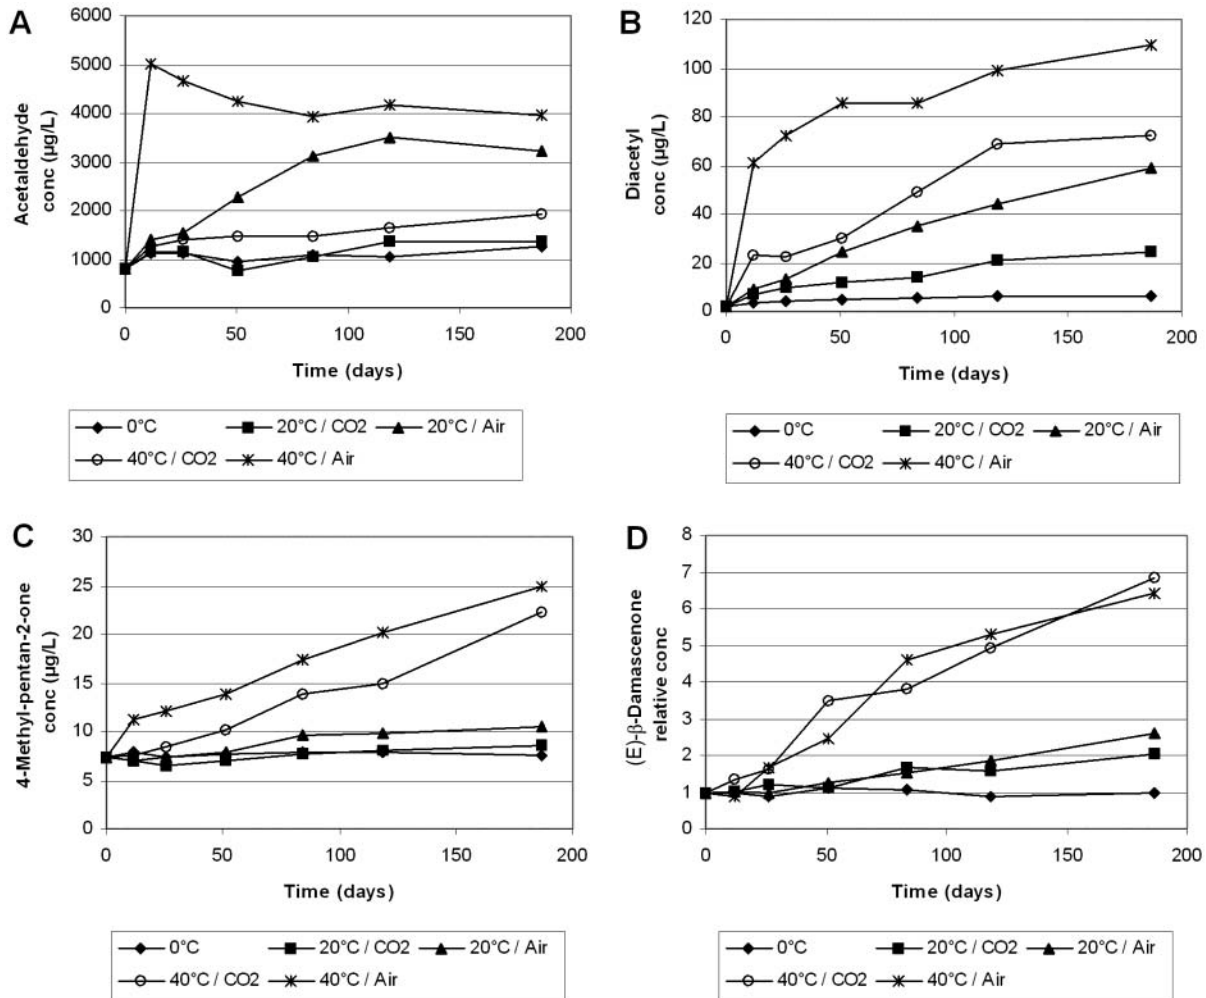 A
Acetaldehyde
conc (µg/L)
6000
5000
4000
3000
2000
1000
0
0 50 100 150 200
Time (days)
0°C 20°C / CO2 20°C / Air
40°C / CO2 40°C / Air
B
Diacetyl
conc (µg/L)
120
100
80
60
40
20
0
0 50 100 150 200
Time (days)
0°C 20°C / CO2 20°C / Air
40°C / CO2 40°C / Air
C
4-Methyl-pentan-2-one
conc (µg/L)
30
25
20
15
10
5
0
0 50 100 150 200
Time (days)
0°C 20°C / CO2 20°C / Air
40°C / CO2 40°C / Air
D
(E)-β-Damascenone
relative conc
8
7
6
5
4
3
2
1
0
0 50 100 150 200
Time (days)
0°C 20°C / CO2 20°C / Air
40°C / CO2 40°C / Air